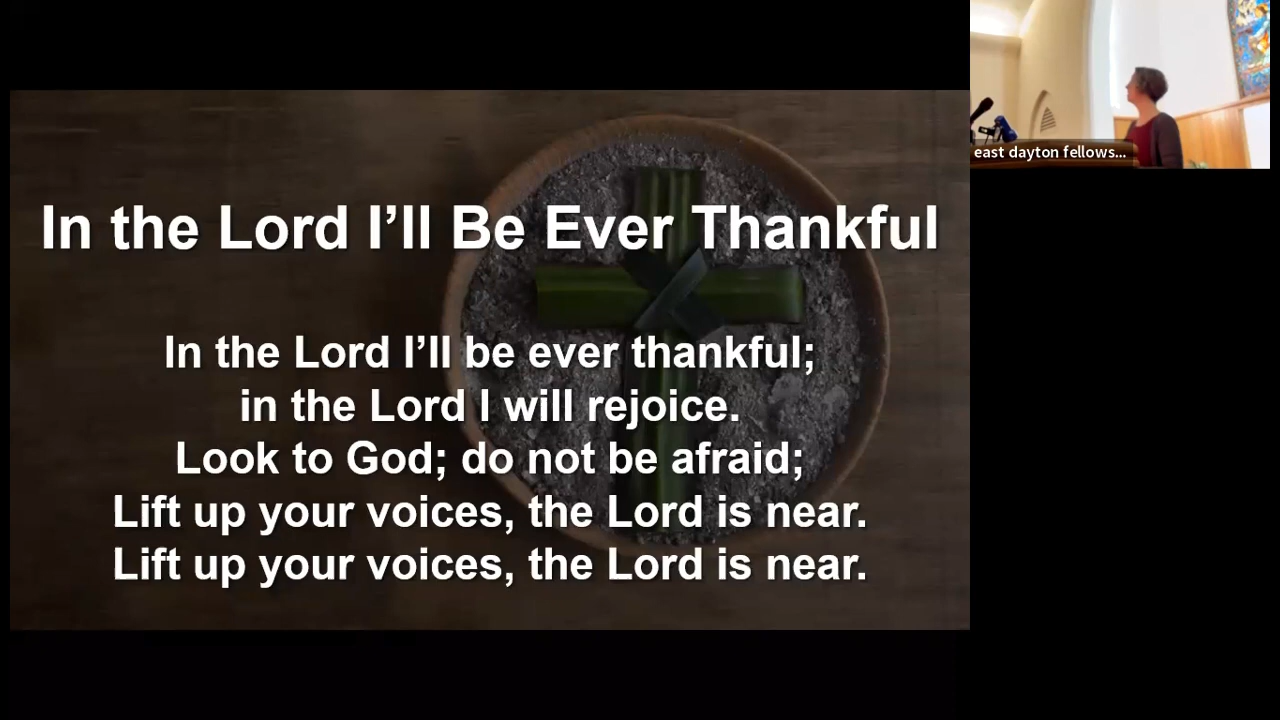 In the Lord I’ll Be Ever Thankful
In the Lord I’ll be ever thankful;
in the Lord I will rejoice.
Look to God; do not be afraid;
Lift up your voices, the Lord is near.
Lift up your voices, the Lord is near.
east dayton fellows...